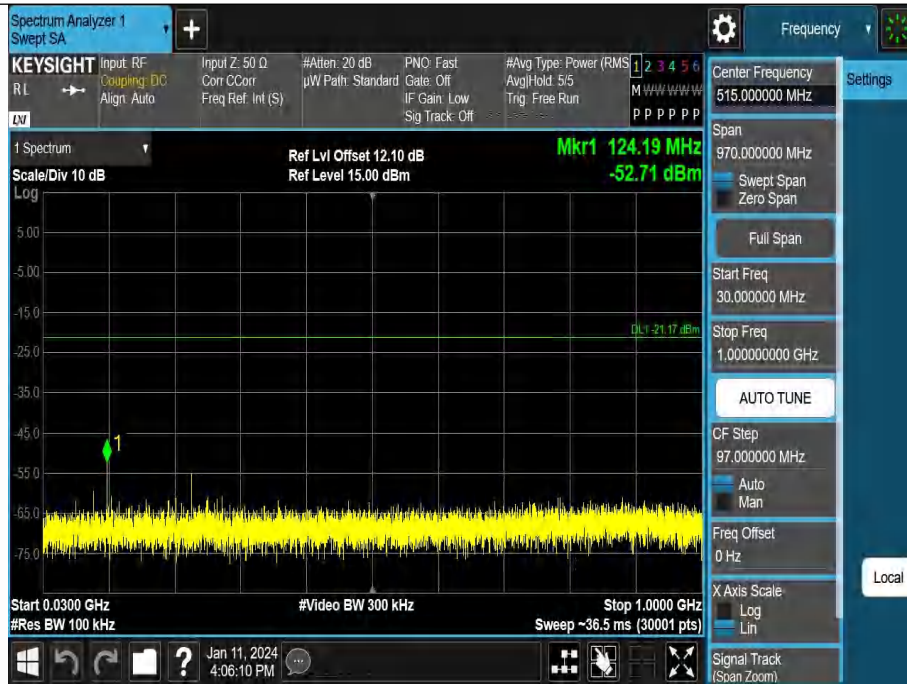 Spectrum Analyzer 1
Swept SA
+
Frequency
KEYSIGHT
RL
LXI
Input: RF
Coupling: DC
Align: Auto
Input Z: 50 Ω
Corr CCorr
Freq Ref: Int (S)
#Atten: 20 dB
µW Path: Standard
PNO: Fast
Gate: Off
IF Gain: Low
Sig Track: Off
#Avg Type: Power (RMS
Avg|Hold: 5/5
Trig: Free Run
1 2 3 4 5 6
M W W W W W
P P P P P P
1 Spectrum
Scale/Div 10 dB
Log
Ref Lvl Offset 12.10 dB
Ref Level 15.00 dBm
Mkr1 124.19 MHz
-52.71 dBm
5.00
-5.00
-15.0
DL1 -21.17 dBm
-25.0
-35.0
-45.0
1
-55.0
-65.0
-75.0
Start 0.0300 GHz
#Res BW 100 kHz
#Video BW 300 kHz
Stop 1.0000 GHz
Sweep ~36.5 ms (30001 pts)
Center Frequency
515.000000 MHz
Settings
Span
970.000000 MHz
Swept Span
Zero Span
Full Span
Start Freq
30.000000 MHz
Stop Freq
1.000000000 GHz
AUTO TUNE
CF Step
97.000000 MHz
Auto
Man
Freq Offset
0 Hz
X Axis Scale
Log
Lin
Signal Track
(Span Zoom)
Local
?
Jan 11, 2024
4:06:10 PM